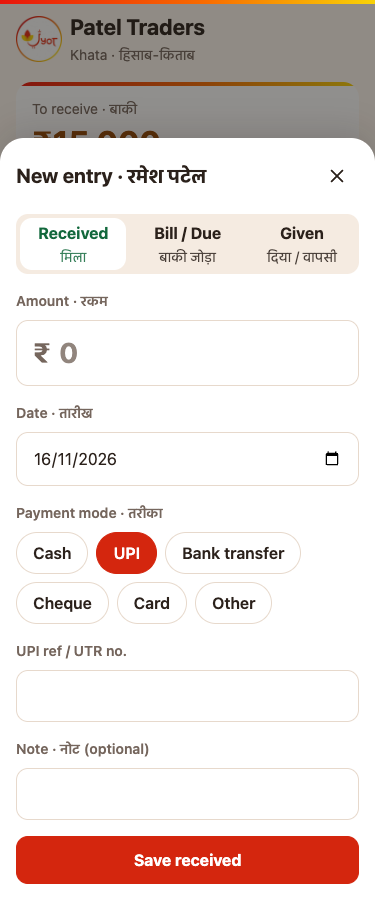 Jyot
Patel Traders
Khata · हिसाब-किताब
To receive · बाकी
New entry · रमेश पटेल
Received
मिला
Bill / Due
बाकी जोड़ा
Given
दिया / वापसी
Amount · रकम
₹ 0
Date · तारीख
16/11/2026
Payment mode · तरीका
Cash
UPI
Bank transfer
Cheque
Card
Other
UPI ref / UTR no.
Note · नोट (optional)
Save received